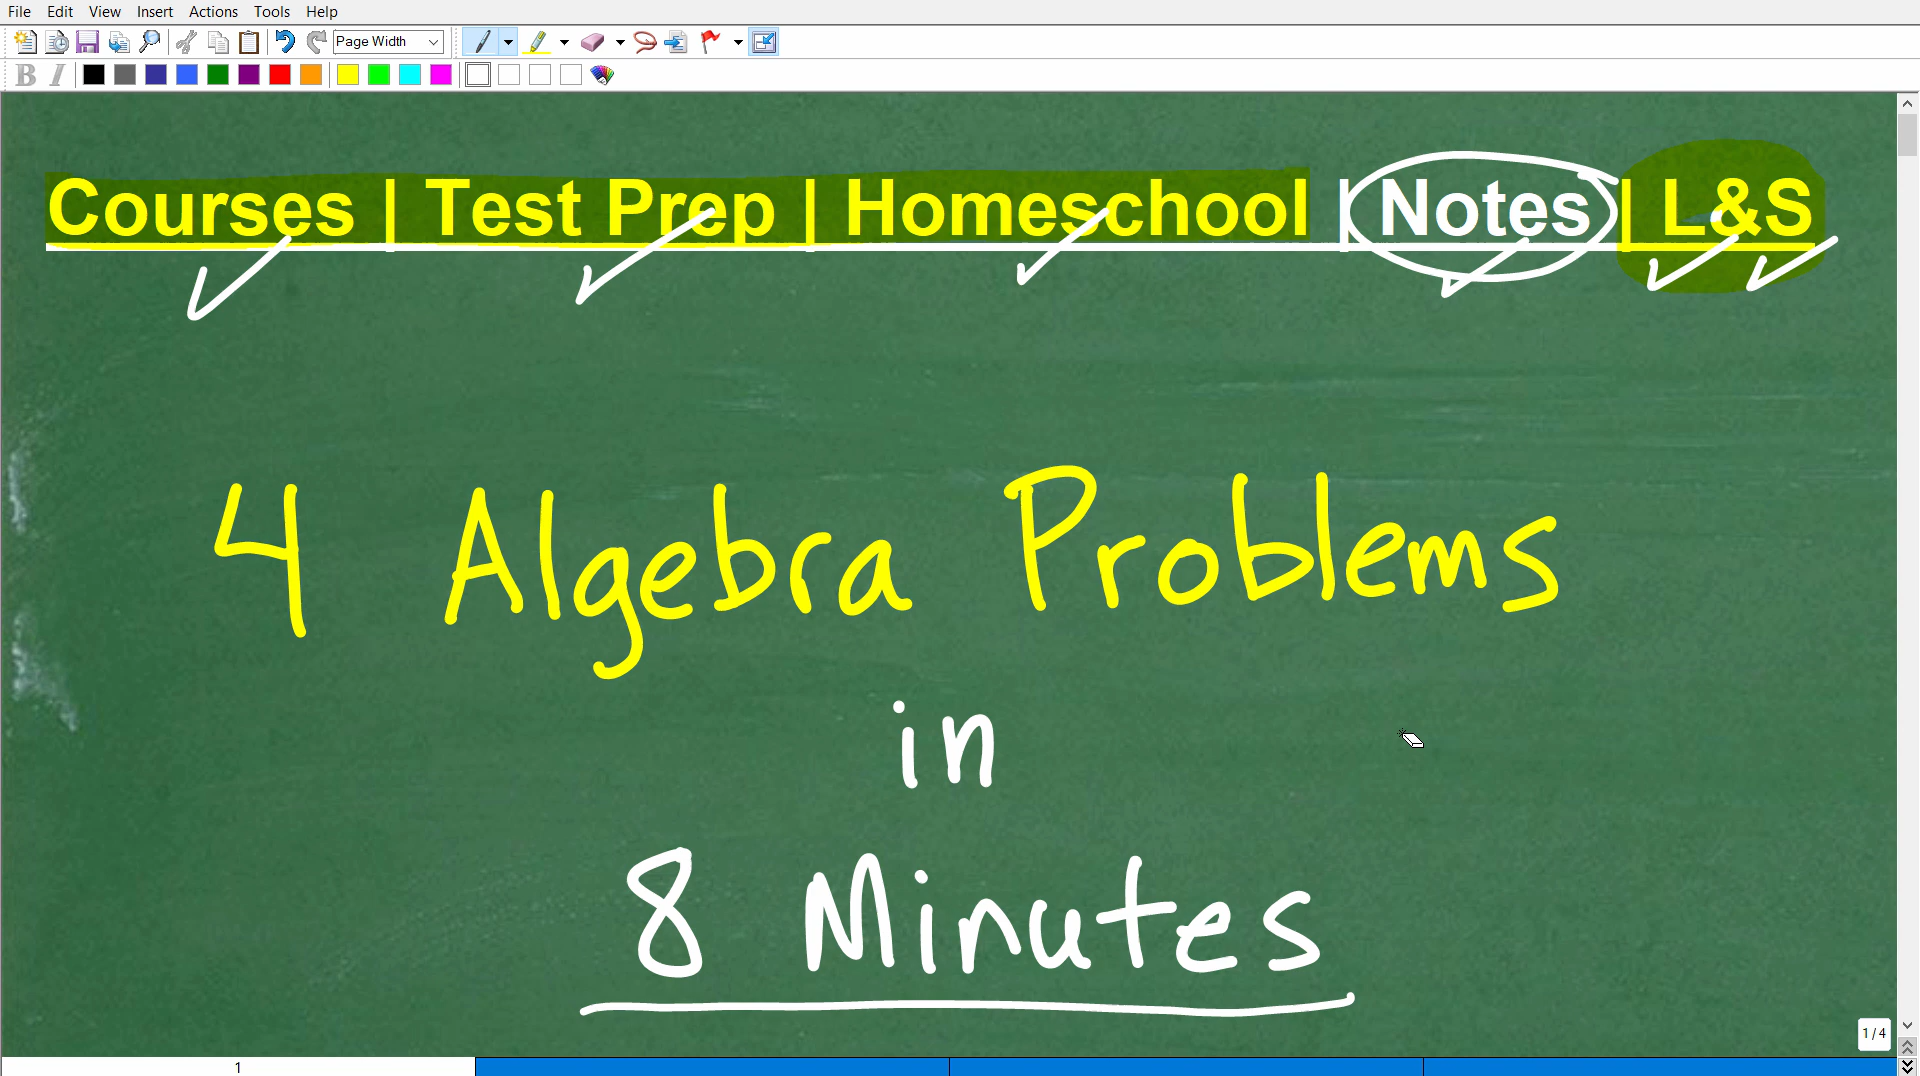 File Edit View Insert Actions Tools Help
Page Width
B I
Courses | Test Prep | Homeschool | Notes | L&S
4 Algebra Problems
in
8 Minutes
1 / 4
1